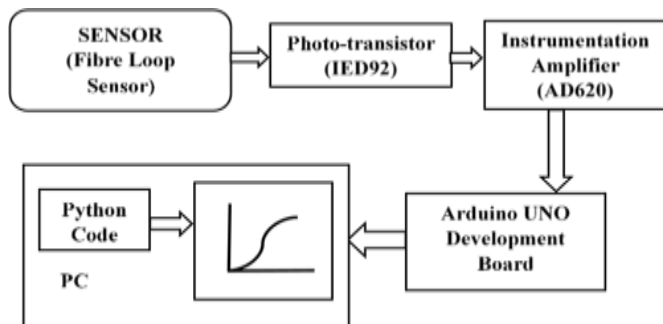 SENSOR
(Fibre Loop
Sensor)
Photo-transistor
(IED92)
Instrumentation
Amplifier
(AD620)
Arduino UNO
Development
Board
Python
Code
PC